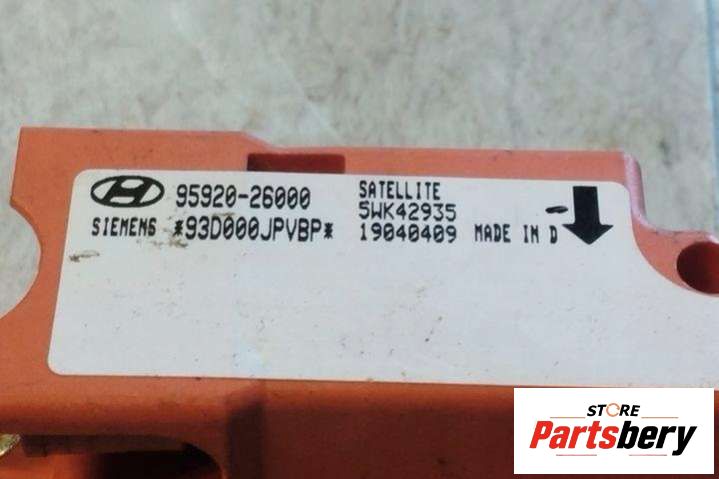 95920-26000 SATELLITE
5WK42935
SIEMENS *93D000JPVBP* 19040409 MADE IN D
STORE
Partsbery